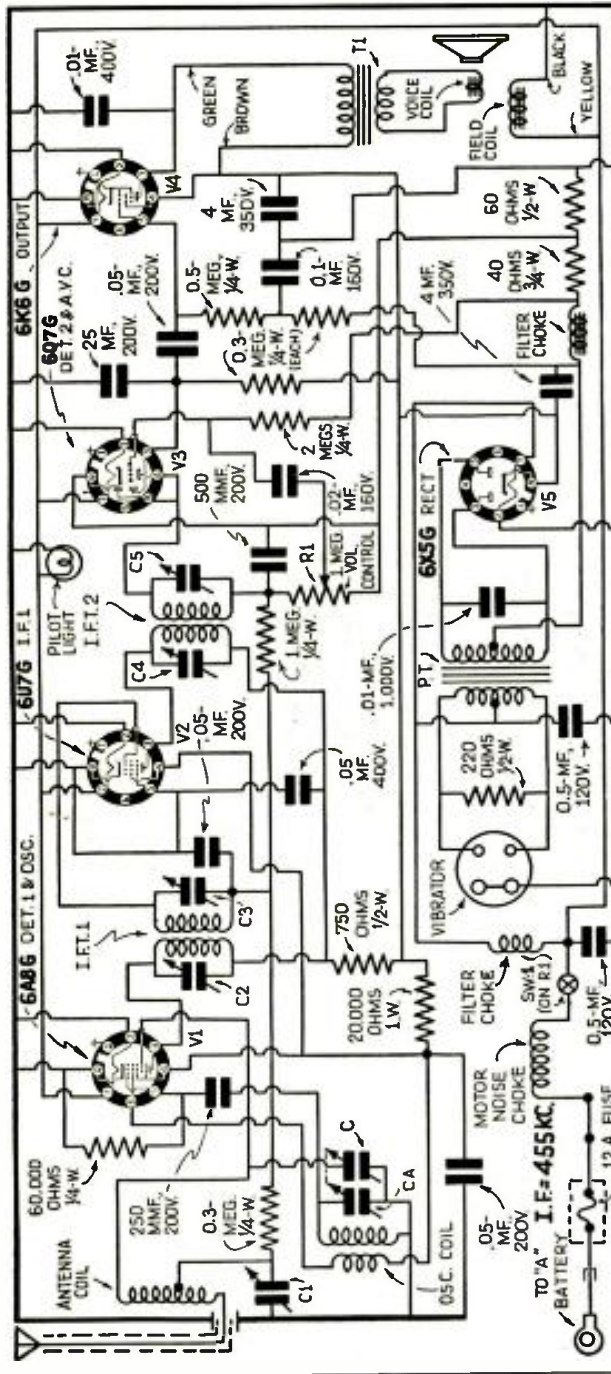 6A8G DET. 1 & OSC.
6U7G I.F. 1
6Q7G
DET. 2 & A.V.C.
6K6G OUTPUT
60,000
OHMS
1/4-W.
ANTENNA
COIL
V1
I.F.T.1
V2
PILOT
LIGHT
I.F.T.2
V3
25
MF.,
200V.
.05-
MF.,
200V.
V4
.01-
MF.
400V.
250
MMF.,
200V.
0.3-
MEG.
1/4-W.
C1
C2
C3
.05-
MF.
200V.
C4
C5
500
MMF.,
200V.
0.3-
MEG.
1/4-W.
(EACH)
0.5-
MEG.,
1/4-W.
4
MF.
350V.
GREEN
BROWN
T1
CA
C
OSC. COIL
.05-
MF.
200V.
20,000
OHMS
1.W.
750
OHMS
1/2-W.
.05
MF.
400V.
1. MEG.
1/4-W.
R1
1 MEG.
VOL.
CONTROL
.02-
MF.
160V.
2
MEGS
1/4-W.
0.1-
MF.
160V.
VOICE
COIL
FIELD
COIL
BLACK
YELLOW
TO "A"
BATTERY
I.F.=455KC.
12 A. FUSE
MOTOR
NOISE
CHOKE
SW.1
(ON R1)
FILTER
CHOKE
0.5-MF.,
120V.
VIBRATOR
220
OHMS
1/2-W.
0.5-MF.,
120V.
P.T.
.01-MF.,
1,000V.
6X5G RECT.
V5
4 MF.
350V.
FILTER
CHOKE
40
OHMS
3/4-W.
60
OHMS
1/2-W.